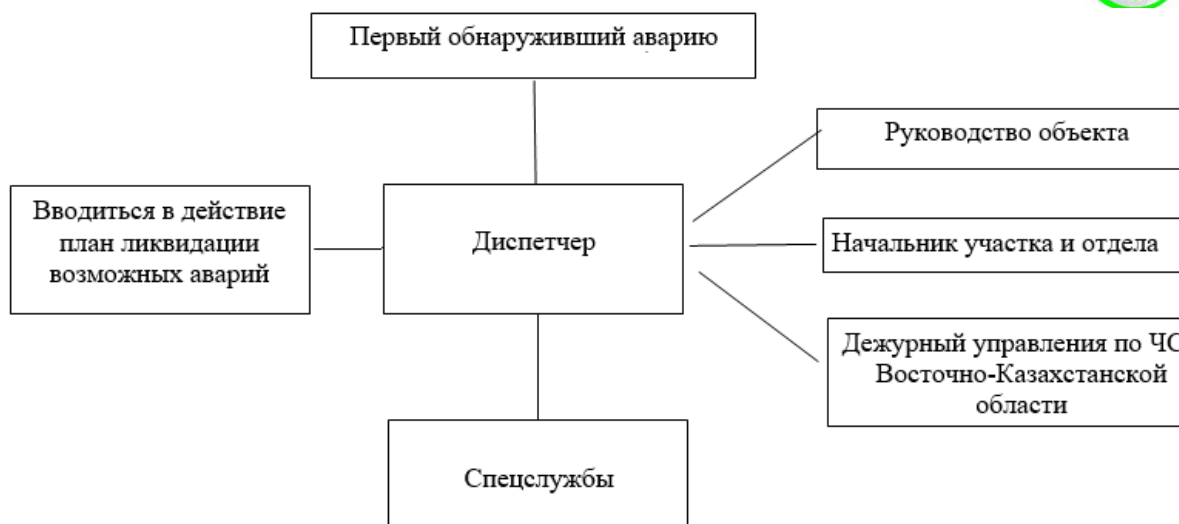 Первый обнаруживший аварию
Руководство объекта
Вводиться в действие
план ликвидации
возможных аварий
Диспетчер
Начальник участка и отдела
Дежурный управления по
Восточно-Казахстанской
области
Спецслужбы